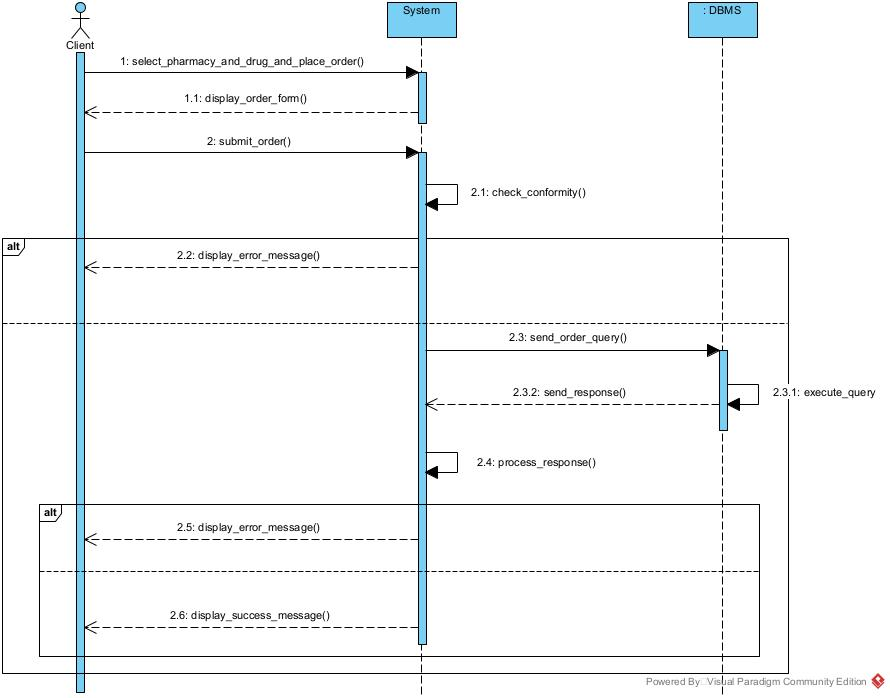 System
: DBMS
Client
1: select_pharmacy_and_drug_and_place_order()
1.1: display_order_form()
2: submit_order()
2.1: check_conformity()
alt
2.2: display_error_message()
2.3: send_order_query()
2.3.1: execute_query
2.3.2: send_response()
2.4: process_response()
alt
2.5: display_error_message()
2.6: display_success_message()
Powered By Visual Paradigm Community Edition